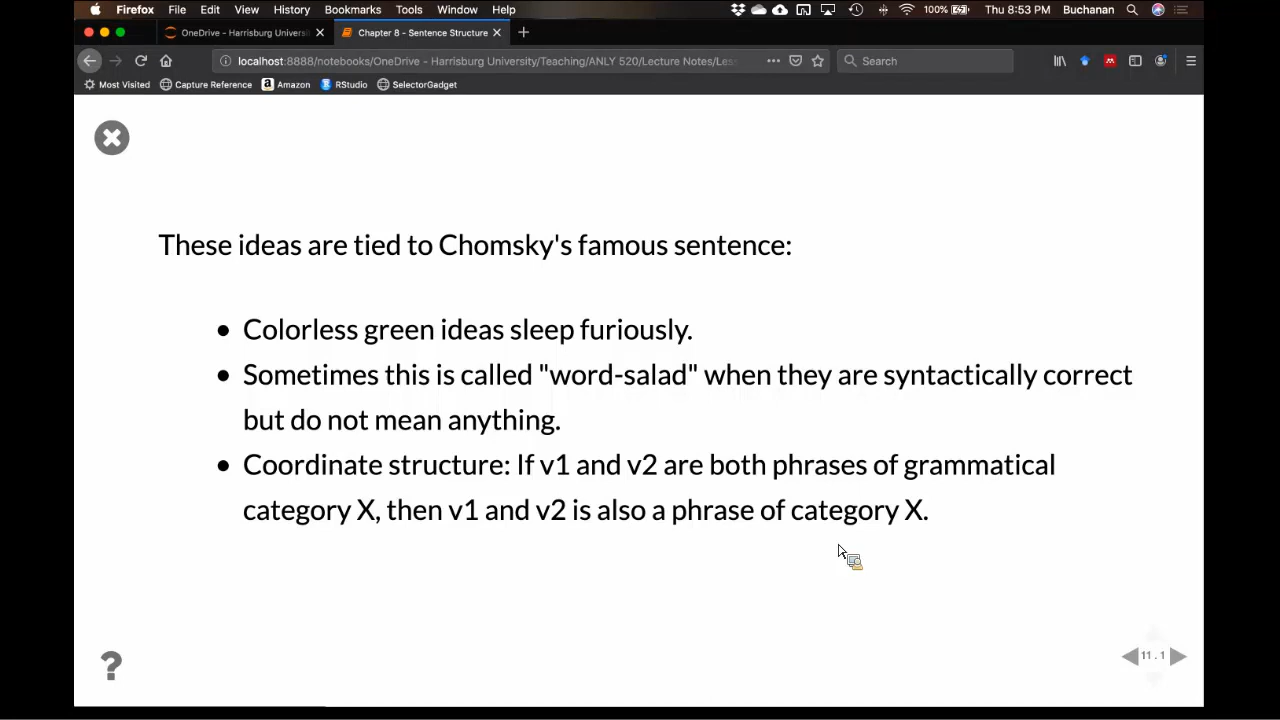 Firefox File Edit View History Bookmarks Tools Window Help 100% Thu 8:53 PM Buchanan
OneDrive - Harrisburg Universi Chapter 8 - Sentence Structure
localhost:8888/notebooks/OneDrive - Harrisburg University/Teaching/ANLY 520/Lecture Notes/Les Search
Most Visited Capture Reference Amazon RStudio SelectorGadget
These ideas are tied to Chomsky's famous sentence:
• Colorless green ideas sleep furiously.
• Sometimes this is called "word-salad" when they are syntactically correct
but do not mean anything.
• Coordinate structure: If v1 and v2 are both phrases of grammatical
category X, then v1 and v2 is also a phrase of category X.
?
11.1